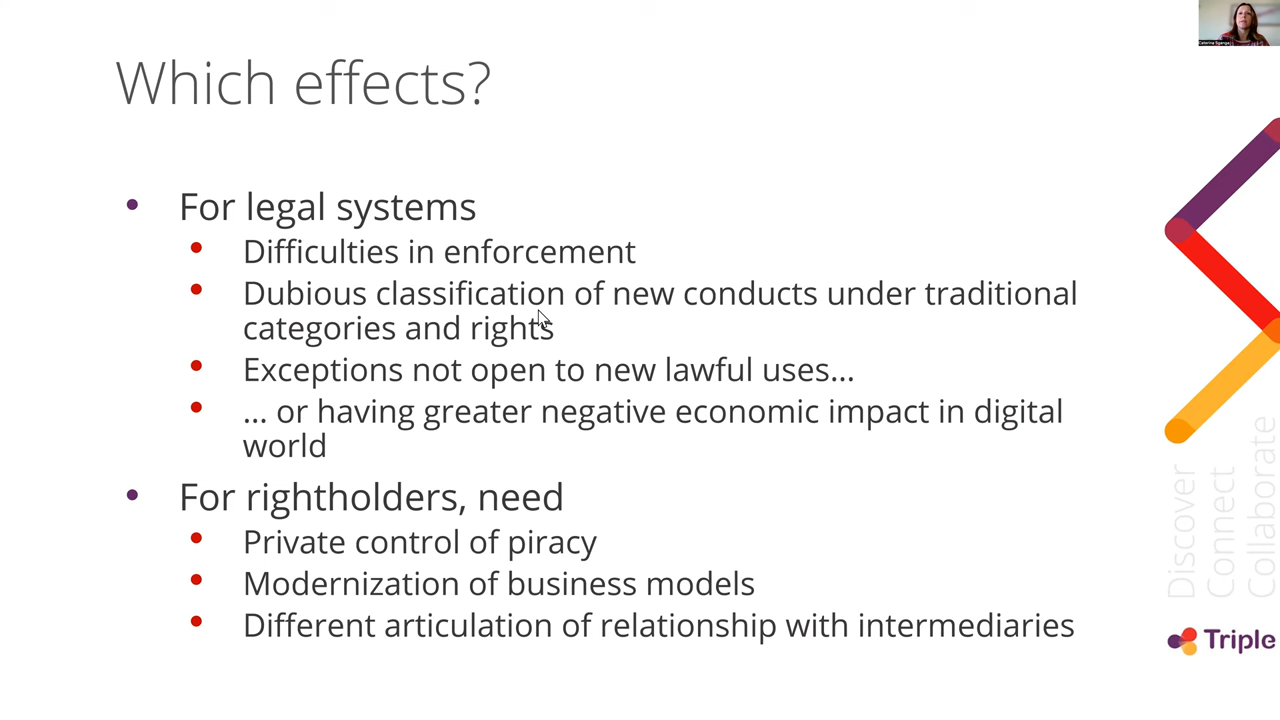 Which effects?
Caterina Sganga
• For legal systems
• Difficulties in enforcement
• Dubious classification of new conducts under traditional
categories and rights
• Exceptions not open to new lawful uses...
• ... or having greater negative economic impact in digital
world
• For rightholders, need
• Private control of piracy
• Modernization of business models
• Different articulation of relationship with intermediaries
Discover
Connect
Collaborate
Triple